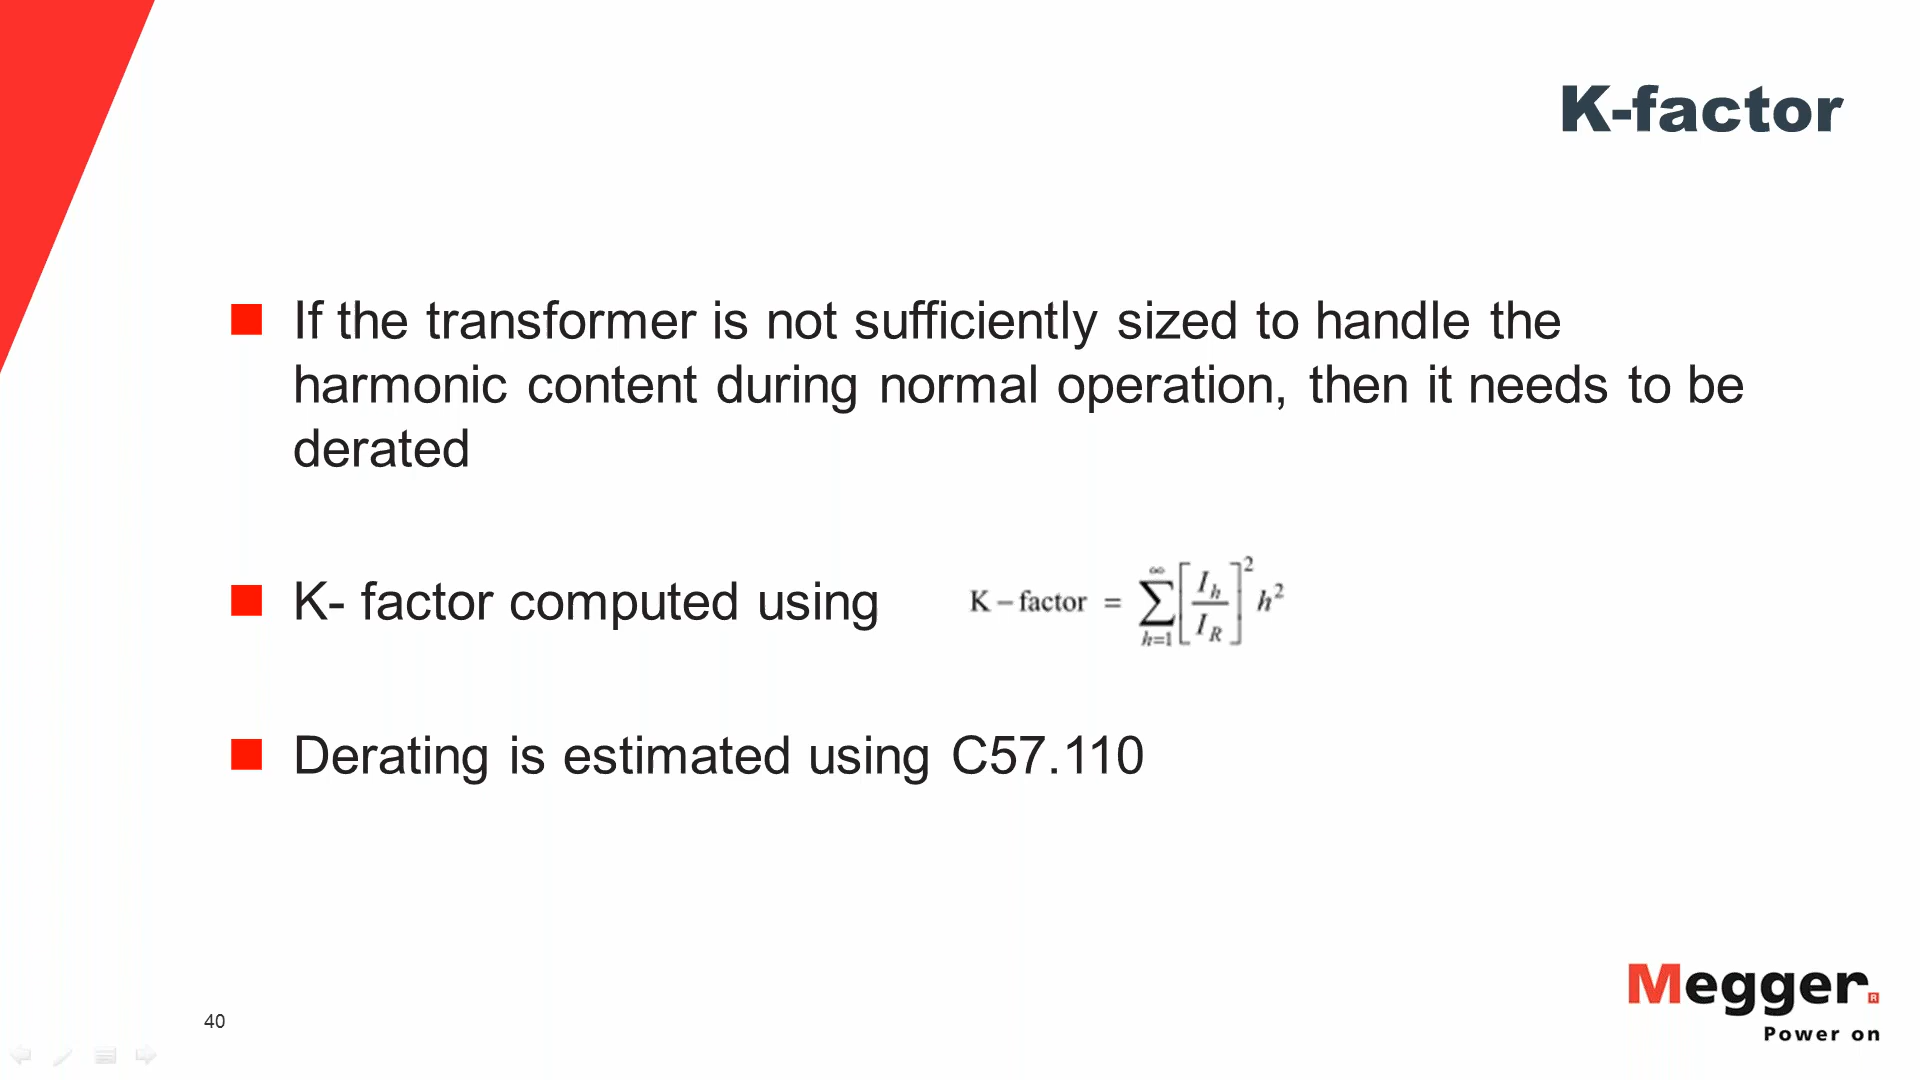 K-factor
If the transformer is not sufficiently sized to handle the
harmonic content during normal operation, then it needs to be
derated
K- factor computed using K – factor = ∑_{h=1}^{∞} [I_h / I_R]² h²
Derating is estimated using C57.110
Megger®
Power on
40